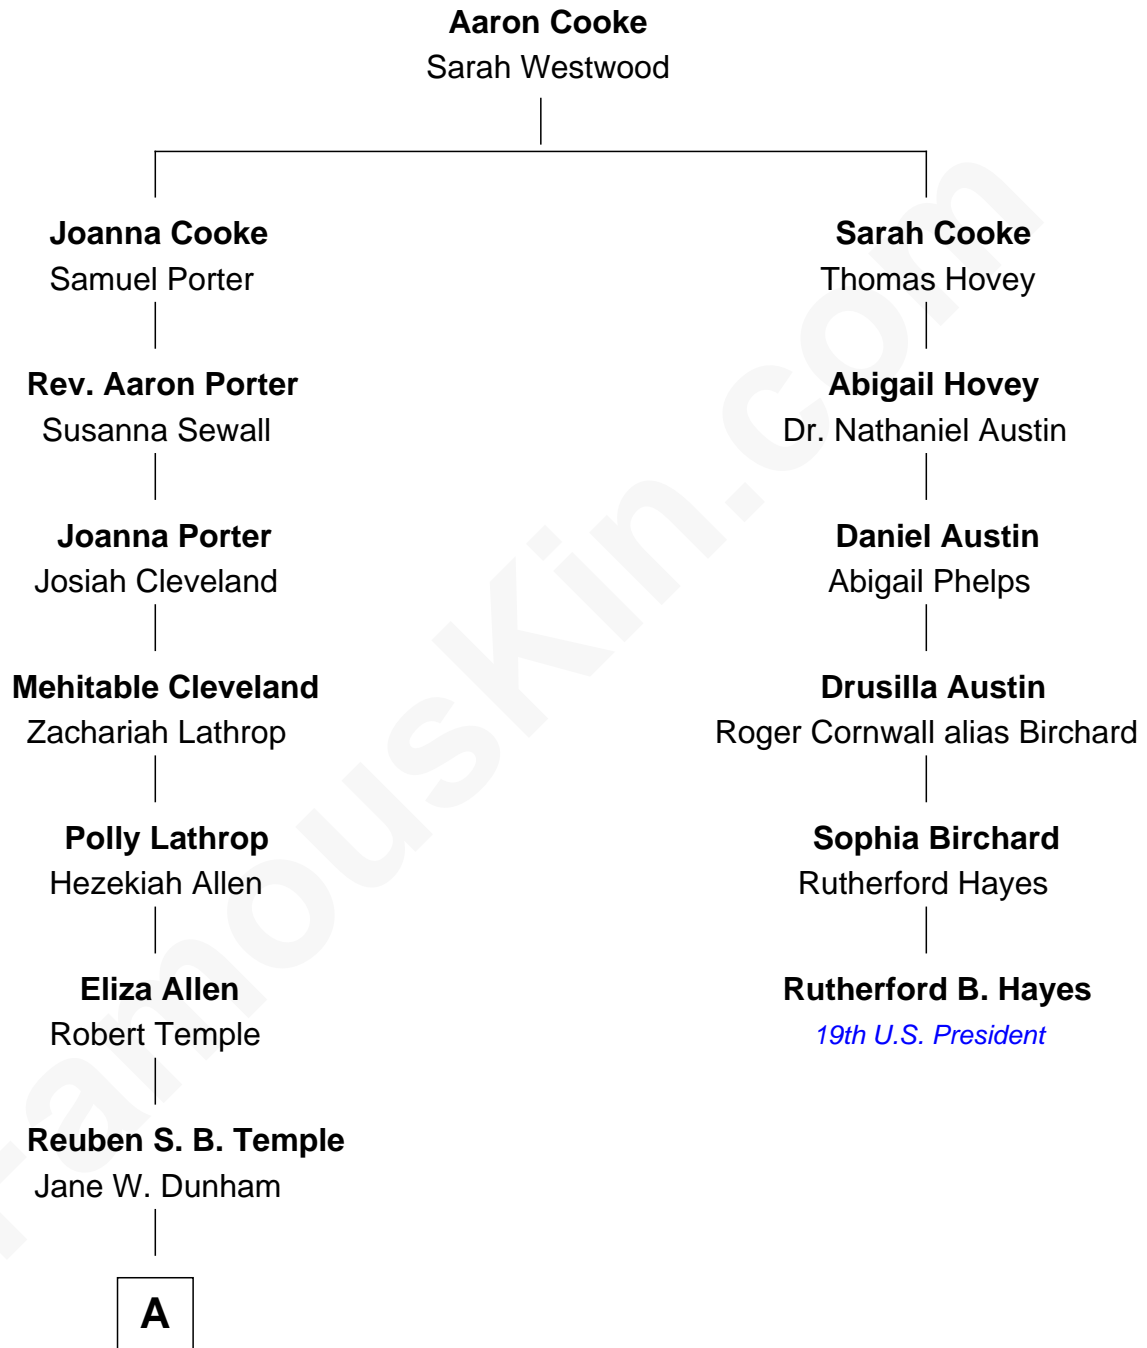 Aaron Cooke
Sarah Westwood
Joanna Cooke
Samuel Porter
Sarah Cooke
Thomas Hovey
Rev. Aaron Porter
Susanna Sewall
Abigail Hovey
Dr. Nathaniel Austin
Joanna Porter
Josiah Cleveland
Daniel Austin
Abigail Phelps
Mehitable Cleveland
Zachariah Lathrop
Drusilla Austin
Roger Cornwall alias Birchard
Polly Lathrop
Hezekiah Allen
Sophia Birchard
Rutherford Hayes
Eliza Allen
Robert Temple
Rutherford B. Hayes
19th U.S. President
Reuben S. B. Temple
Jane W. Dunham
A
FamousKin.com